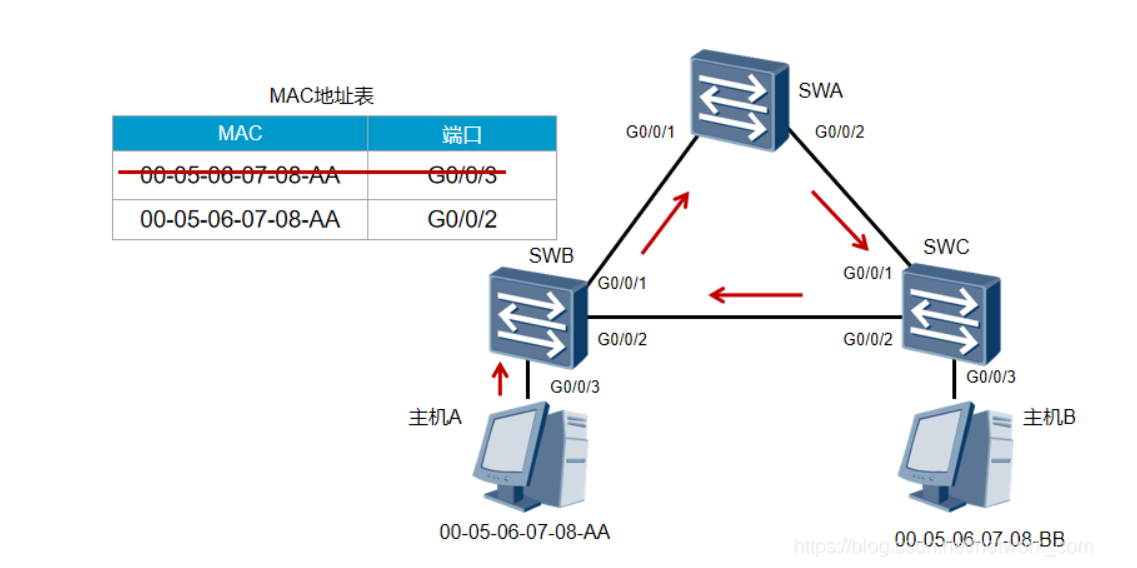 MAC地址表
MAC 端口
00-05-06-07-08-AA G0/0/3
00-05-06-07-08-AA G0/0/2
SWA
G0/0/1 G0/0/2
SWB SWC
G0/0/1 G0/0/1
G0/0/2 G0/0/2
G0/0/3 G0/0/3
主机A 主机B
00-05-06-07-08-AA 00-05-06-07-08-BB
https://blog.csdn.net/network_com